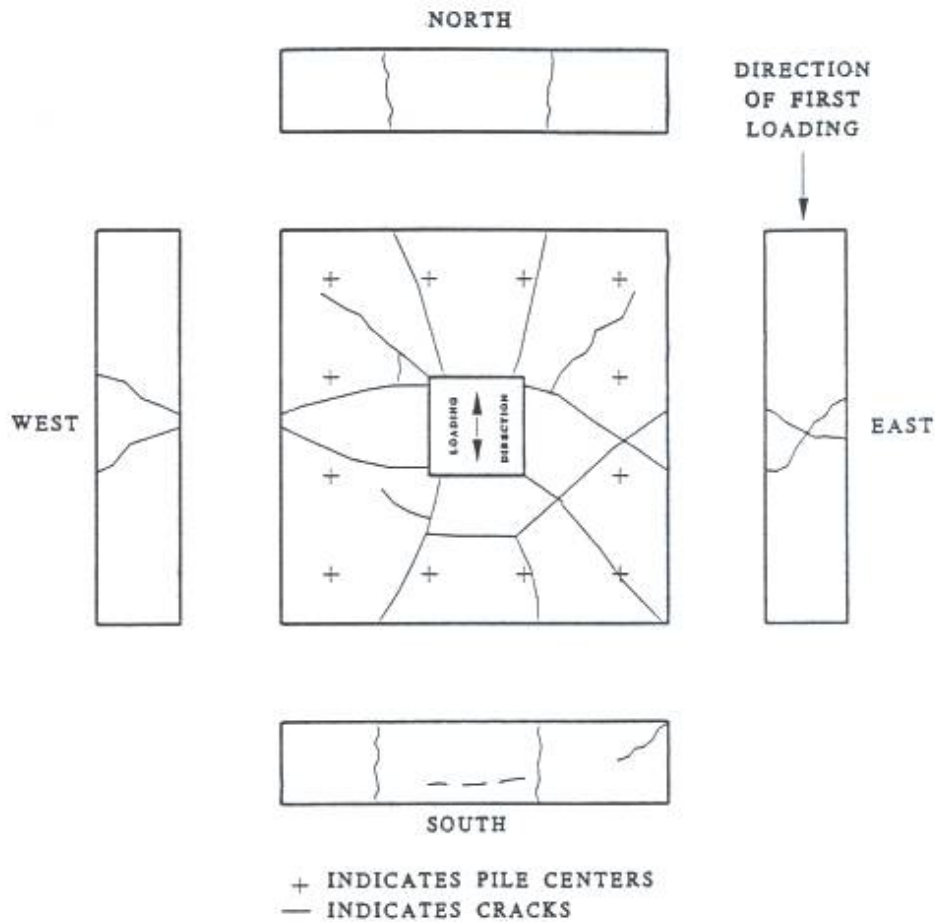 NORTH
DIRECTION
OF FIRST
LOADING
WEST
LOADING
DIRECTION
EAST
SOUTH
+ INDICATES PILE CENTERS
— INDICATES CRACKS